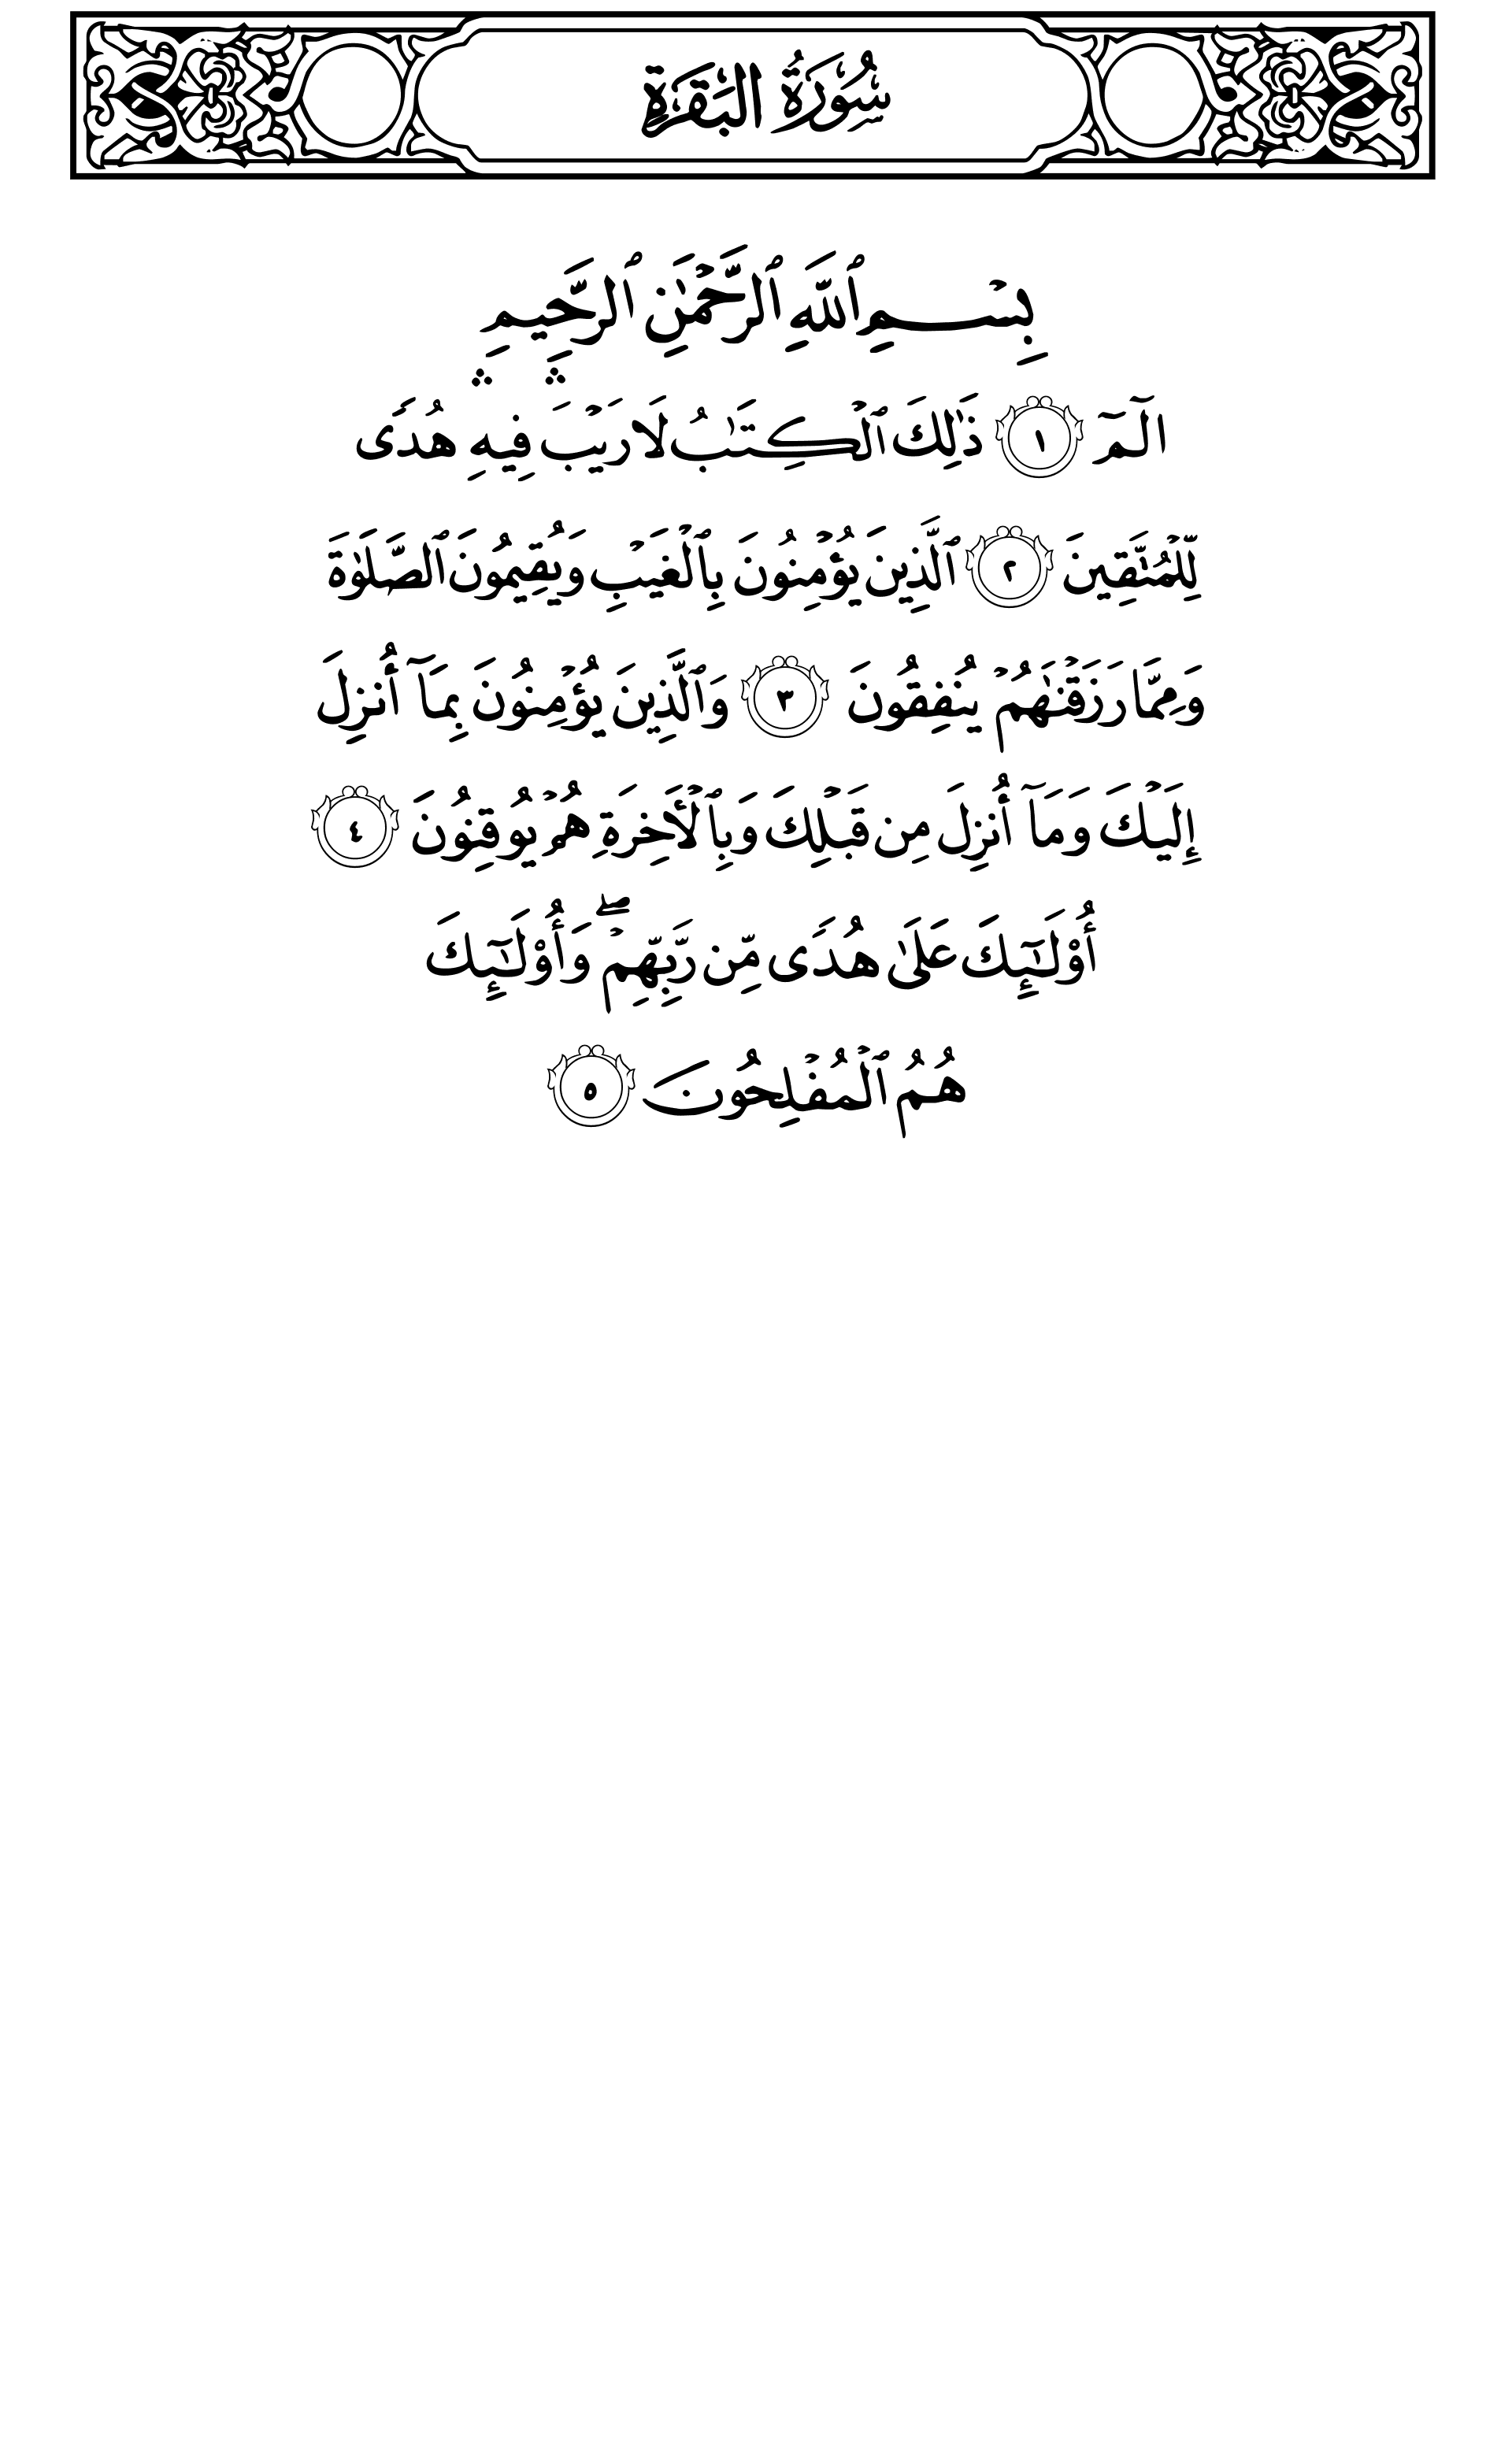 سُورَةُ البَقَرَةِ
بِسۡمِ ٱللَّهِ ٱلرَّحۡمَٰنِ ٱلرَّحِيمِ
الٓمٓ ١ ذَٰلِكَ ٱلۡكِتَٰبُ لَا رَيۡبَۛ فِيهِۛ هُدٗى
لِّلۡمُتَّقِينَ ٢ ٱلَّذِينَ يُؤۡمِنُونَ بِٱلۡغَيۡبِ وَيُقِيمُونَ ٱلصَّلَوٰةَ
وَمِمَّا رَزَقۡنَٰهُمۡ يُنفِقُونَ ٣ وَٱلَّذِينَ يُؤۡمِنُونَ بِمَآ أُنزِلَ
إِلَيۡكَ وَمَآ أُنزِلَ مِن قَبۡلِكَ وَبِٱلۡأٓخِرَةِ هُمۡ يُوقِنُونَ ٤
أُوْلَٰٓئِكَ عَلَىٰ هُدٗى مِّن رَّبِّهِمۡۖ وَأُوْلَٰٓئِكَ
هُمُ ٱلۡمُفۡلِحُونَ ٥